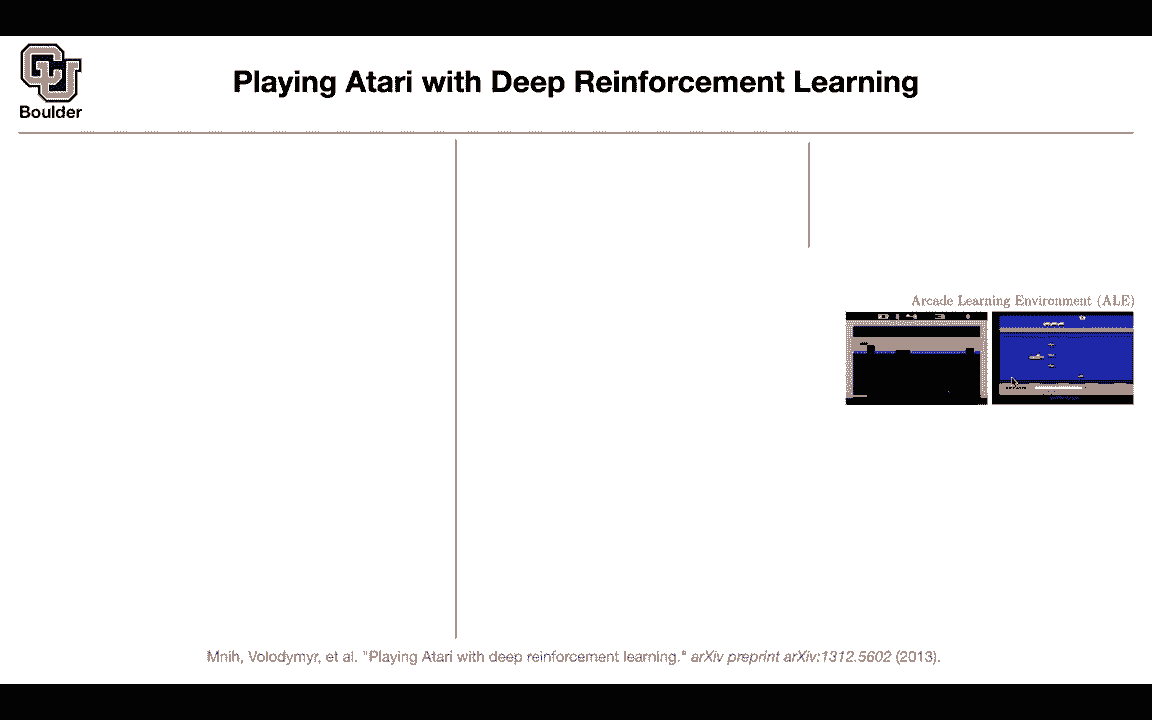 Boulder
Playing Atari with Deep Reinforcement Learning
Arcade Learning Environment (ALE)
Mnih, Volodymyr, et al. "Playing Atari with deep reinforcement learning." arXiv preprint arXiv:1312.5602 (2013).